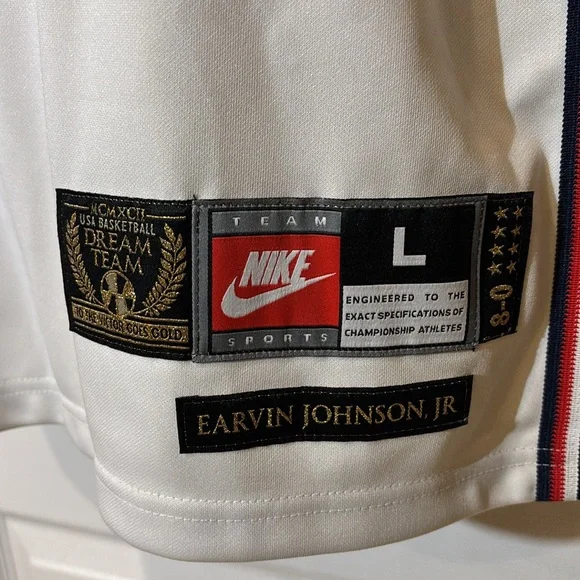 MCMXCII
USA BASKETBALL
DREAM
TEAM
TO THE VICTOR GOES GOLD
TEAM
NIKE
SPORTS
L
ENGINEERED TO THE
EXACT SPECIFICATIONS OF
CHAMPIONSHIP ATHLETES
8-0
EARVIN JOHNSON, JR